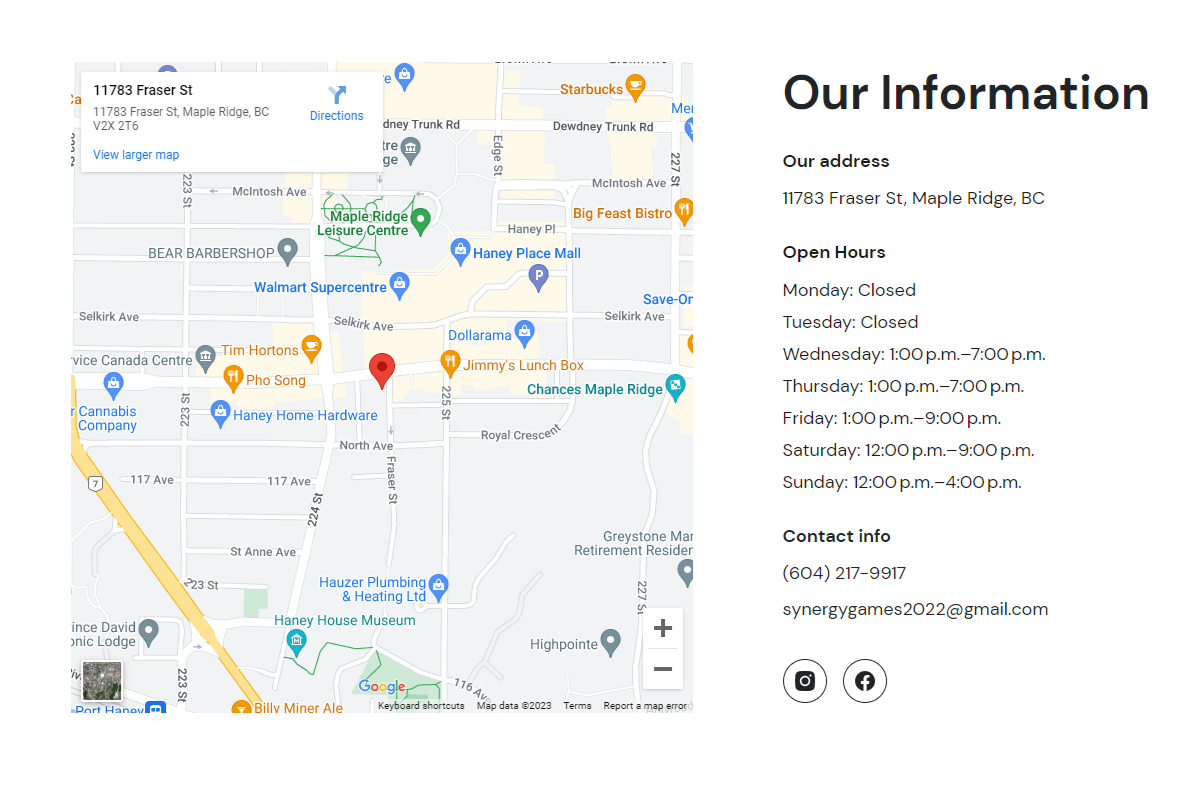 11783 Fraser St
11783 Fraser St, Maple Ridge, BC
V2X 2T6
Directions
View larger map
Starbucks
dney Trunk Rd
Dewdney Trunk Rd
Edge St
227 St
223 St
McIntosh Ave
McIntosh Ave
Maple Ridge
Leisure Centre
Big Feast Bistro
Haney Pl
BEAR BARBERSHOP
Haney Place Mall
P
Walmart Supercentre
Save-On
Selkirk Ave
Selkirk Ave
Selkirk Ave
Dollarama
Tim Hortons
vice Canada Centre
Jimmy's Lunch Box
Pho Song
Chances Maple Ridge
r Cannabis
Company
223 St
Haney Home Hardware
225 St
Royal Crescent
North Ave
Fraser St
7
117 Ave
117 Ave
224 St
St Anne Ave
Greystone Man
Retirement Residen
223 St
Hauzer Plumbing
& Heating Ltd
227 St
Haney House Museum
ince David
onic Lodge
Highpointe
223 St
116 Ave
Google
Port Haney
Billy Miner Ale
Keyboard shortcuts Map data ©2023 Terms Report a map error
Our Information
Our address
11783 Fraser St, Maple Ridge, BC
Open Hours
Monday: Closed
Tuesday: Closed
Wednesday: 1:00 p.m.–7:00 p.m.
Thursday: 1:00 p.m.–7:00 p.m.
Friday: 1:00 p.m.–9:00 p.m.
Saturday: 12:00 p.m.–9:00 p.m.
Sunday: 12:00 p.m.–4:00 p.m.
Contact info
(604) 217-9917
synergygames2022@gmail.com